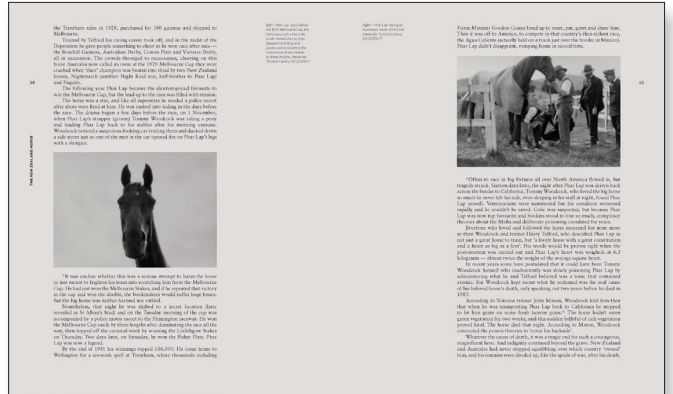 the Trentham sales in 1928, purchased for 160 guineas and shipped to
Melbourne.
Trained by Telford his racing career took off, and in the midst of the
Depression he gave people something to cheer as he won race after race —
the Rosehill Guineas, Australian Derby, Craven Plate and Victoria Derby,
all in succession. The crowds thronged to racecourses, cheering on this
horse Australia now called its own; at the 1929 Melbourne Cup they were
crushed when 'their' champion was beaten into third by two New Zealand
horses, Nightmarch (another Night Raid son, half-brother to Phar Lap)
and Paquito.
The following year Phar Lap became the shortest-priced favourite to
win the Melbourne Cup, but the lead-up to the race was filled with tension.
The horse was a star, and like all superstars he needed a police escort
after shots were fired at him. He was rushed into hiding in the days before
the race. The drama began a few days before the race, on 1 November,
when Phar Lap's strapper (groom) Tommy Woodcock was riding a pony
and leading Phar Lap back to his stables after his morning exercise.
Woodcock noticed a suspicious-looking car trailing them and ducked down
a side street just as one of the men in the car opened fire on Phar Lap's legs
with a shotgun.
THE NEW ZEALAND HORSE
"It was unclear whether this was a serious attempt to harm the horse
or just meant to frighten his team into scratching him from the Melbourne
Cup. He had just won the Melbourne Stakes, and if he repeated that victory
in the cup and won the double, the bookmakers would suffer huge losses.
But the big horse was neither harmed nor rattled.
Nonetheless, that night he was shifted to a secret location (later
revealed as St Albans Stud) and on the Tuesday morning of the cup was
accompanied by a police motor escort to the Flemington raceway. He won
the Melbourne Cup easily by three lengths after dominating the race all the
way, then topped off the carnival week by winning the Linlithgow Stakes
on Thursday. Two days later, on Saturday, he won the Fisher Plate. Phar
Lap was now a legend.
By the end of 1931 his winnings topped £36,000. He came home to
Wellington for a six-week spell at Trentham, where thousands including
Prime Minister Gordon Coates lined up to meet, pat, greet and cheer him.
Then it was off to America, to compete in that country's then-richest race,
the Agua Caliente (actually held on a track just over the border in Mexico).
Phar Lap didn't disappoint, romping home in record time.
"Offers to race in big fixtures all over North America flowed in, but
tragedy struck. Sixteen days later, the night after Phar Lap was driven back
across the border to California, Tommy Woodcock, who loved the big horse
so much he never left his side, even sleeping in his stall at night, found Phar
Lap unwell. Veterinarians were summoned but his condition worsened
rapidly and he couldn't be saved. Colic was suspected, but because Phar
Lap was now top favourite and bookies stood to lose so much, conspiracy
theories about the Mafia and deliberate poisoning circulated for years.
Everyone who loved and followed the horse mourned but none more
so than Woodcock and trainer Harry Telford, who described Phar Lap as
not just a great horse to train, but 'a lovely horse with a great constitution
and a heart as big as a lion'. His words would be proven right when the
post-mortem was carried out and Phar Lap's heart was weighed: at 6.3
kilograms — almost twice the weight of the average against heart.
In recent years some have postulated that it could have been Tommy
Woodcock himself who inadvertently was slowly poisoning Phar Lap by
administering what he and Telford believed was a tonic that contained
arsenic. But Woodcock kept secret what he reckoned was the real cause
of his beloved horse's death, only speaking out two years before he died in
1985.
According to Telford trainer John Mason, Woodcock told him then
that when he was transporting Phar Lap back to California he stopped
to let him graze on some fresh lucerne grass." The horse hadn't eaten
green vegetation for two weeks, and this sudden bellyful of rich vegetation
proved fatal. The horse died that night. According to Mason, Woodcock
concocted the poison theories to 'cover his backside'.
Whatever the cause of death, it was a tragic end for such a courageous,
magnificent hero. And indignity continued beyond the grave. New Zealand
and Australia had never stopped squabbling over which country 'owned'
him, and his remains were divided up, like the spoils of war, after his death.